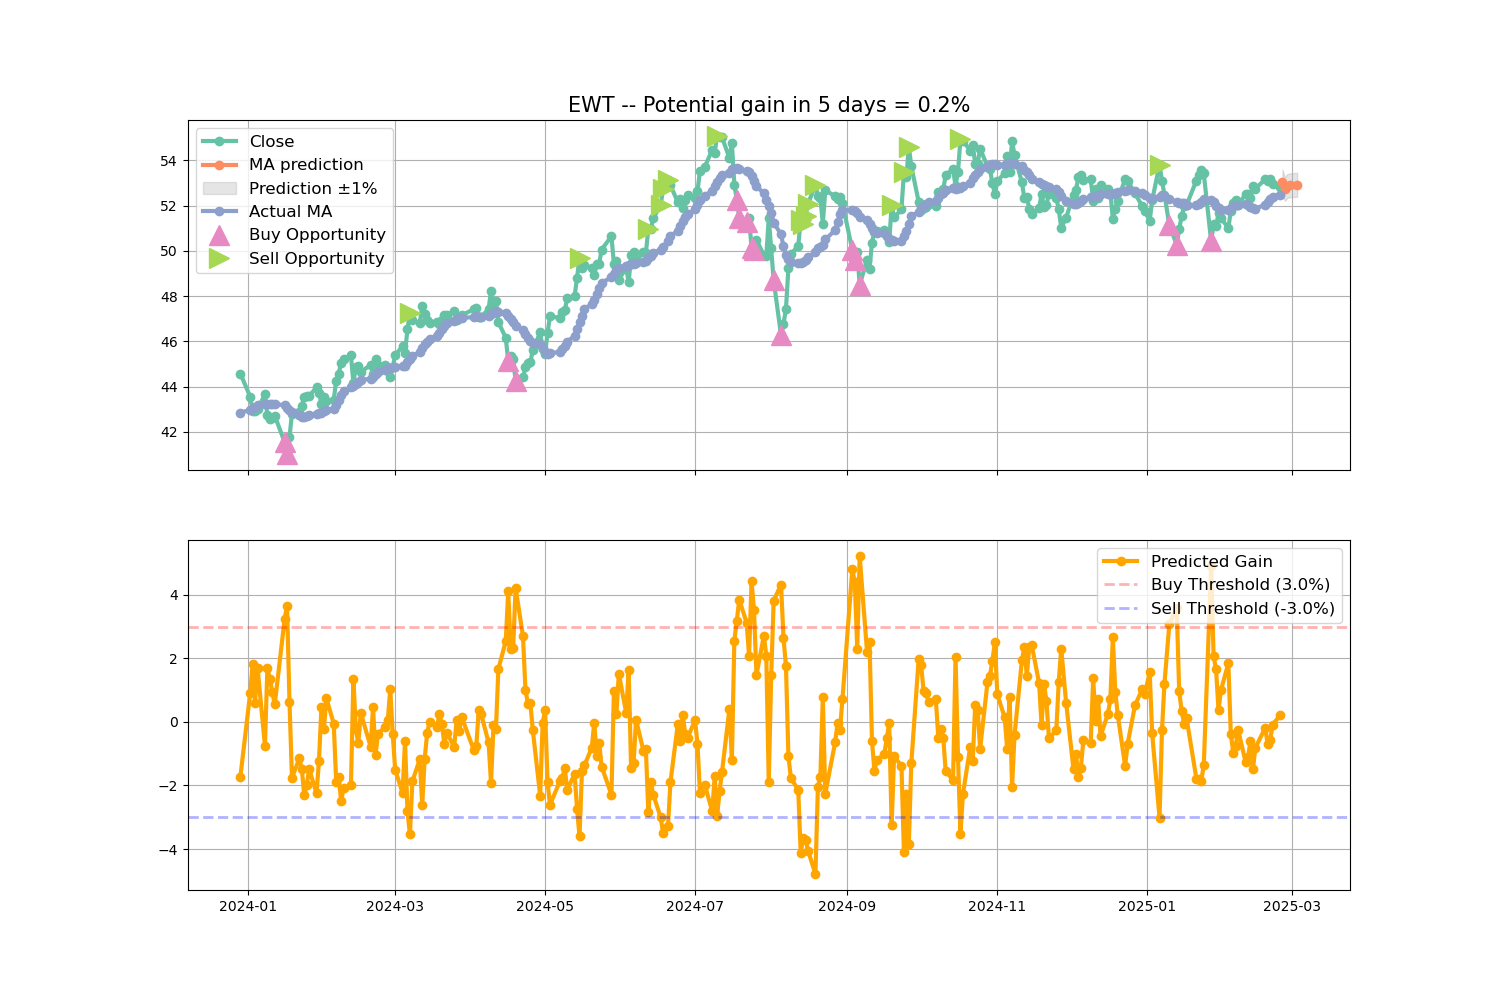 EWT -- Potential gain in 5 days = 0.2%
Close
MA prediction
Prediction ±1%
Actual MA
Buy Opportunity
Sell Opportunity
54
52
50
48
46
44
42
Predicted Gain
Buy Threshold (3.0%)
Sell Threshold (-3.0%)
4
2
0
−2
−4
2024-01
2024-03
2024-05
2024-07
2024-09
2024-11
2025-01
2025-03